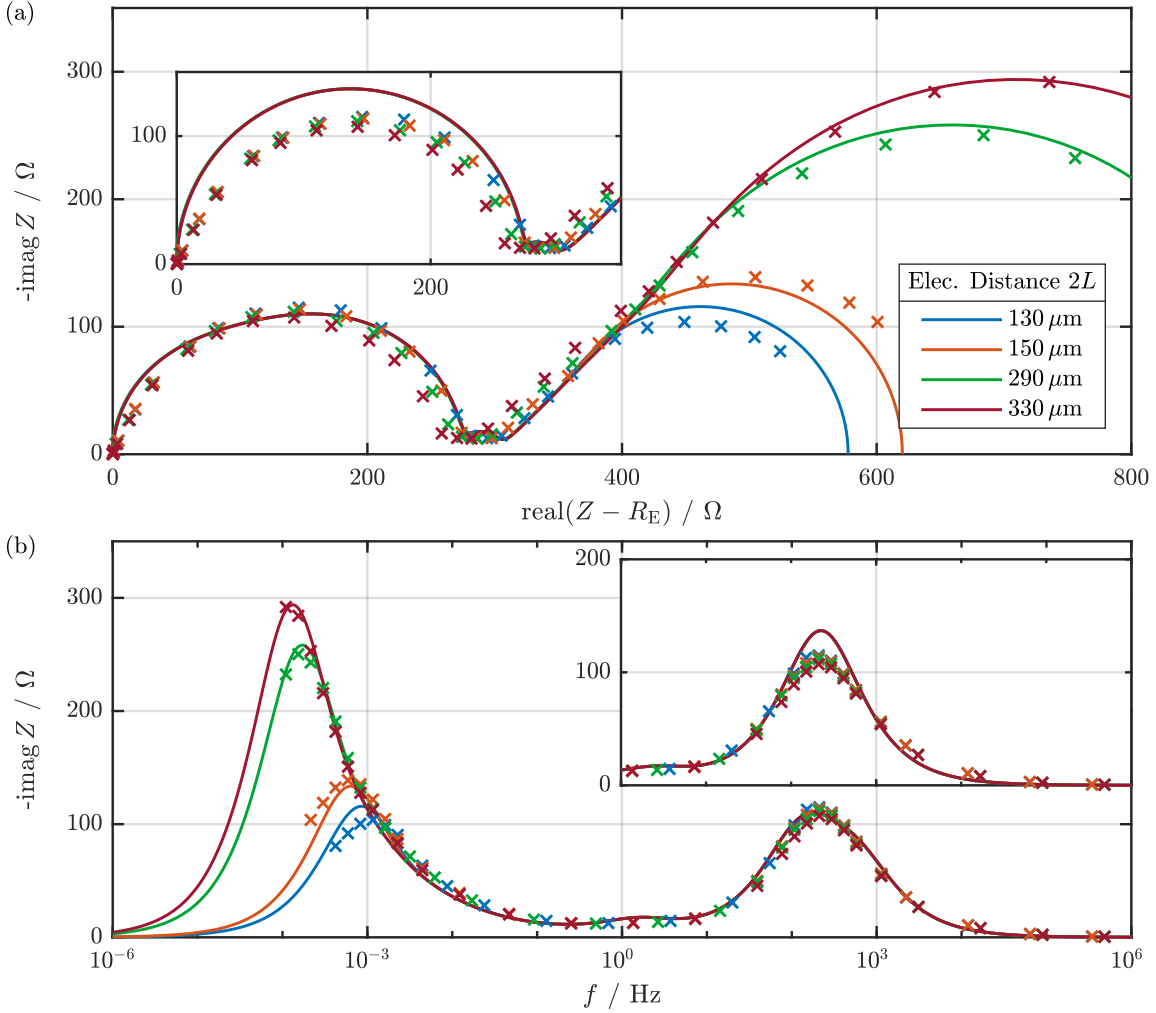 (a)
300
200
100
0
-imag Z / Ω
100
0
0
200
Elec. Distance 2L
130 μm
150 μm
290 μm
330 μm
0
200
400
600
800
real(Z − R_E) / Ω
(b)
300
200
100
0
-imag Z / Ω
200
100
0
10^−6
10^−3
10^0
10^3
10^6
f / Hz